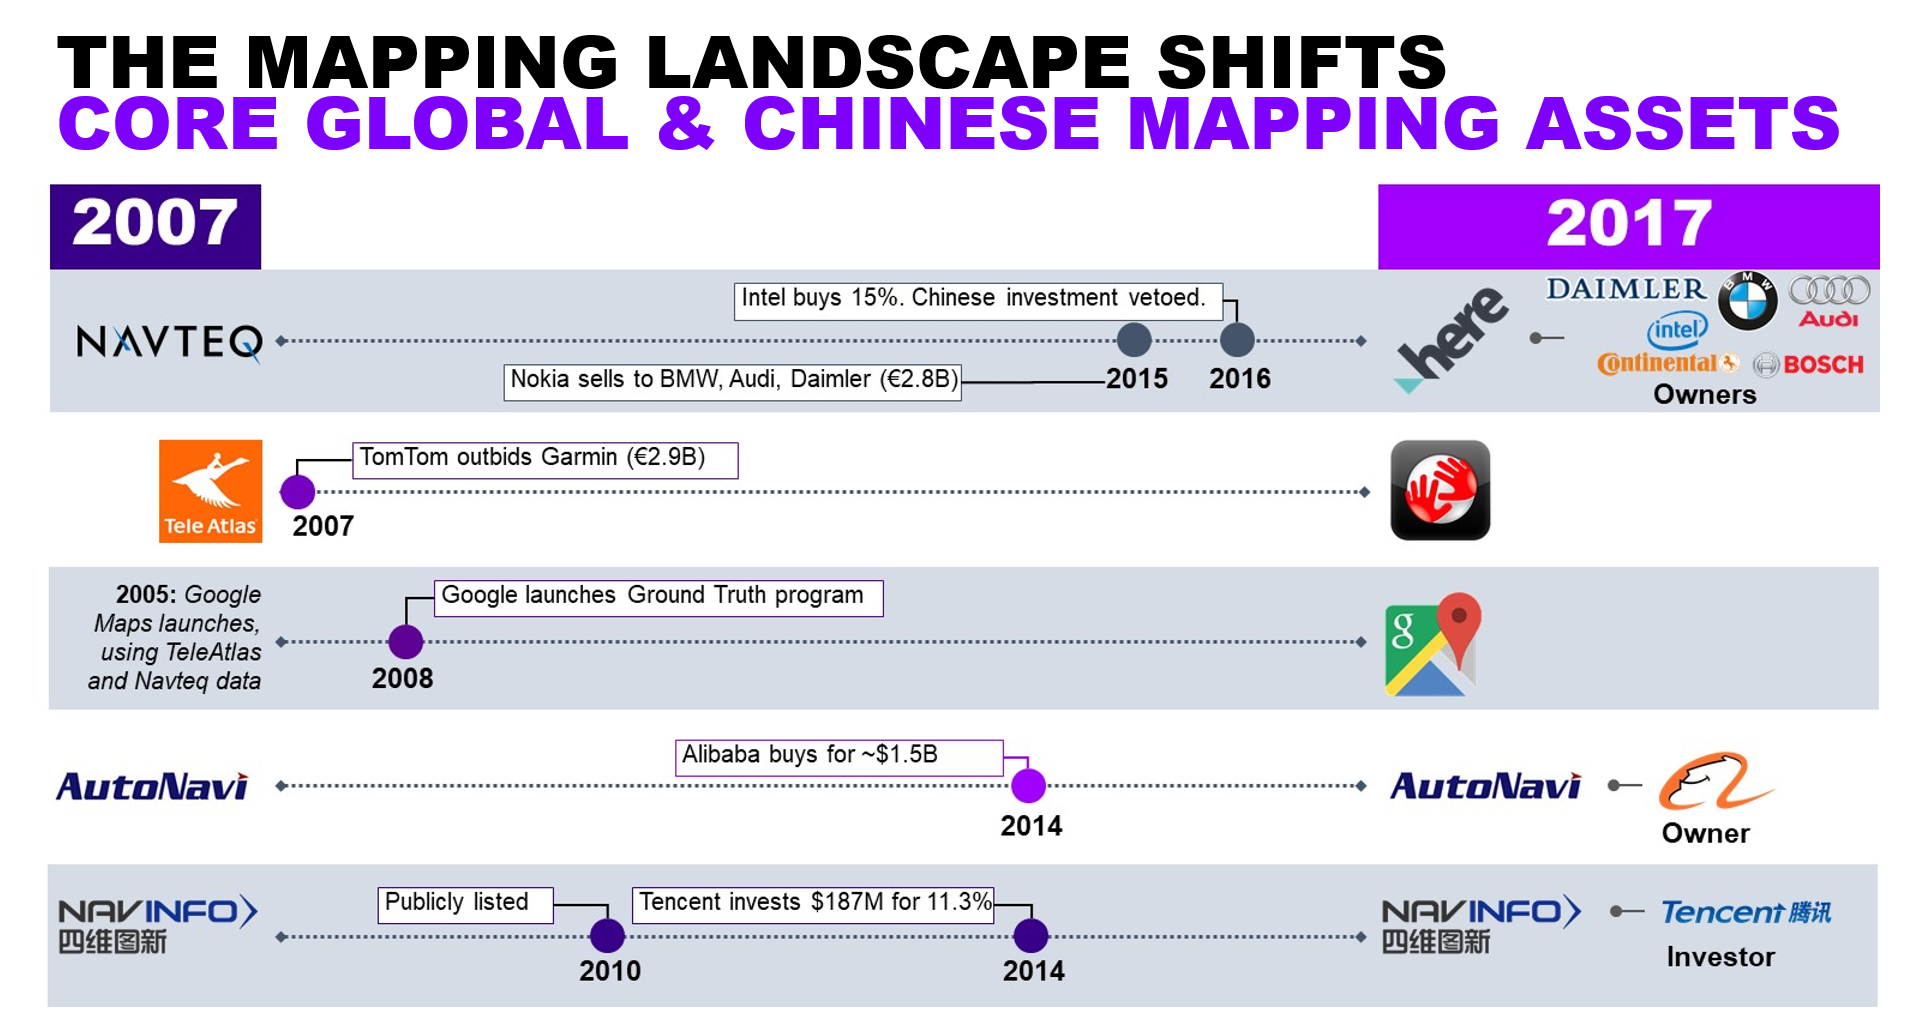 THE MAPPING LANDSCAPE SHIFTS
CORE GLOBAL & CHINESE MAPPING ASSETS
2007
2017
NAVTEQ
Intel buys 15%. Chinese investment vetoed.
Nokia sells to BMW, Audi, Daimler (€2.8B)
2015
2016
here
DAIMLER
BMW
Audi
intel
Continental
BOSCH
Owners
Tele Atlas
TomTom outbids Garmin (€2.9B)
2007
2005: Google
Maps launches,
using TeleAtlas
and Navteq data
Google launches Ground Truth program
2008
g
AutoNavi
Alibaba buys for ~$1.5B
2014
AutoNavi
Owner
NAVINFO
四维图新
Publicly listed
2010
Tencent invests $187M for 11.3%
2014
NAVINFO
四维图新
Tencent 腾讯
Investor